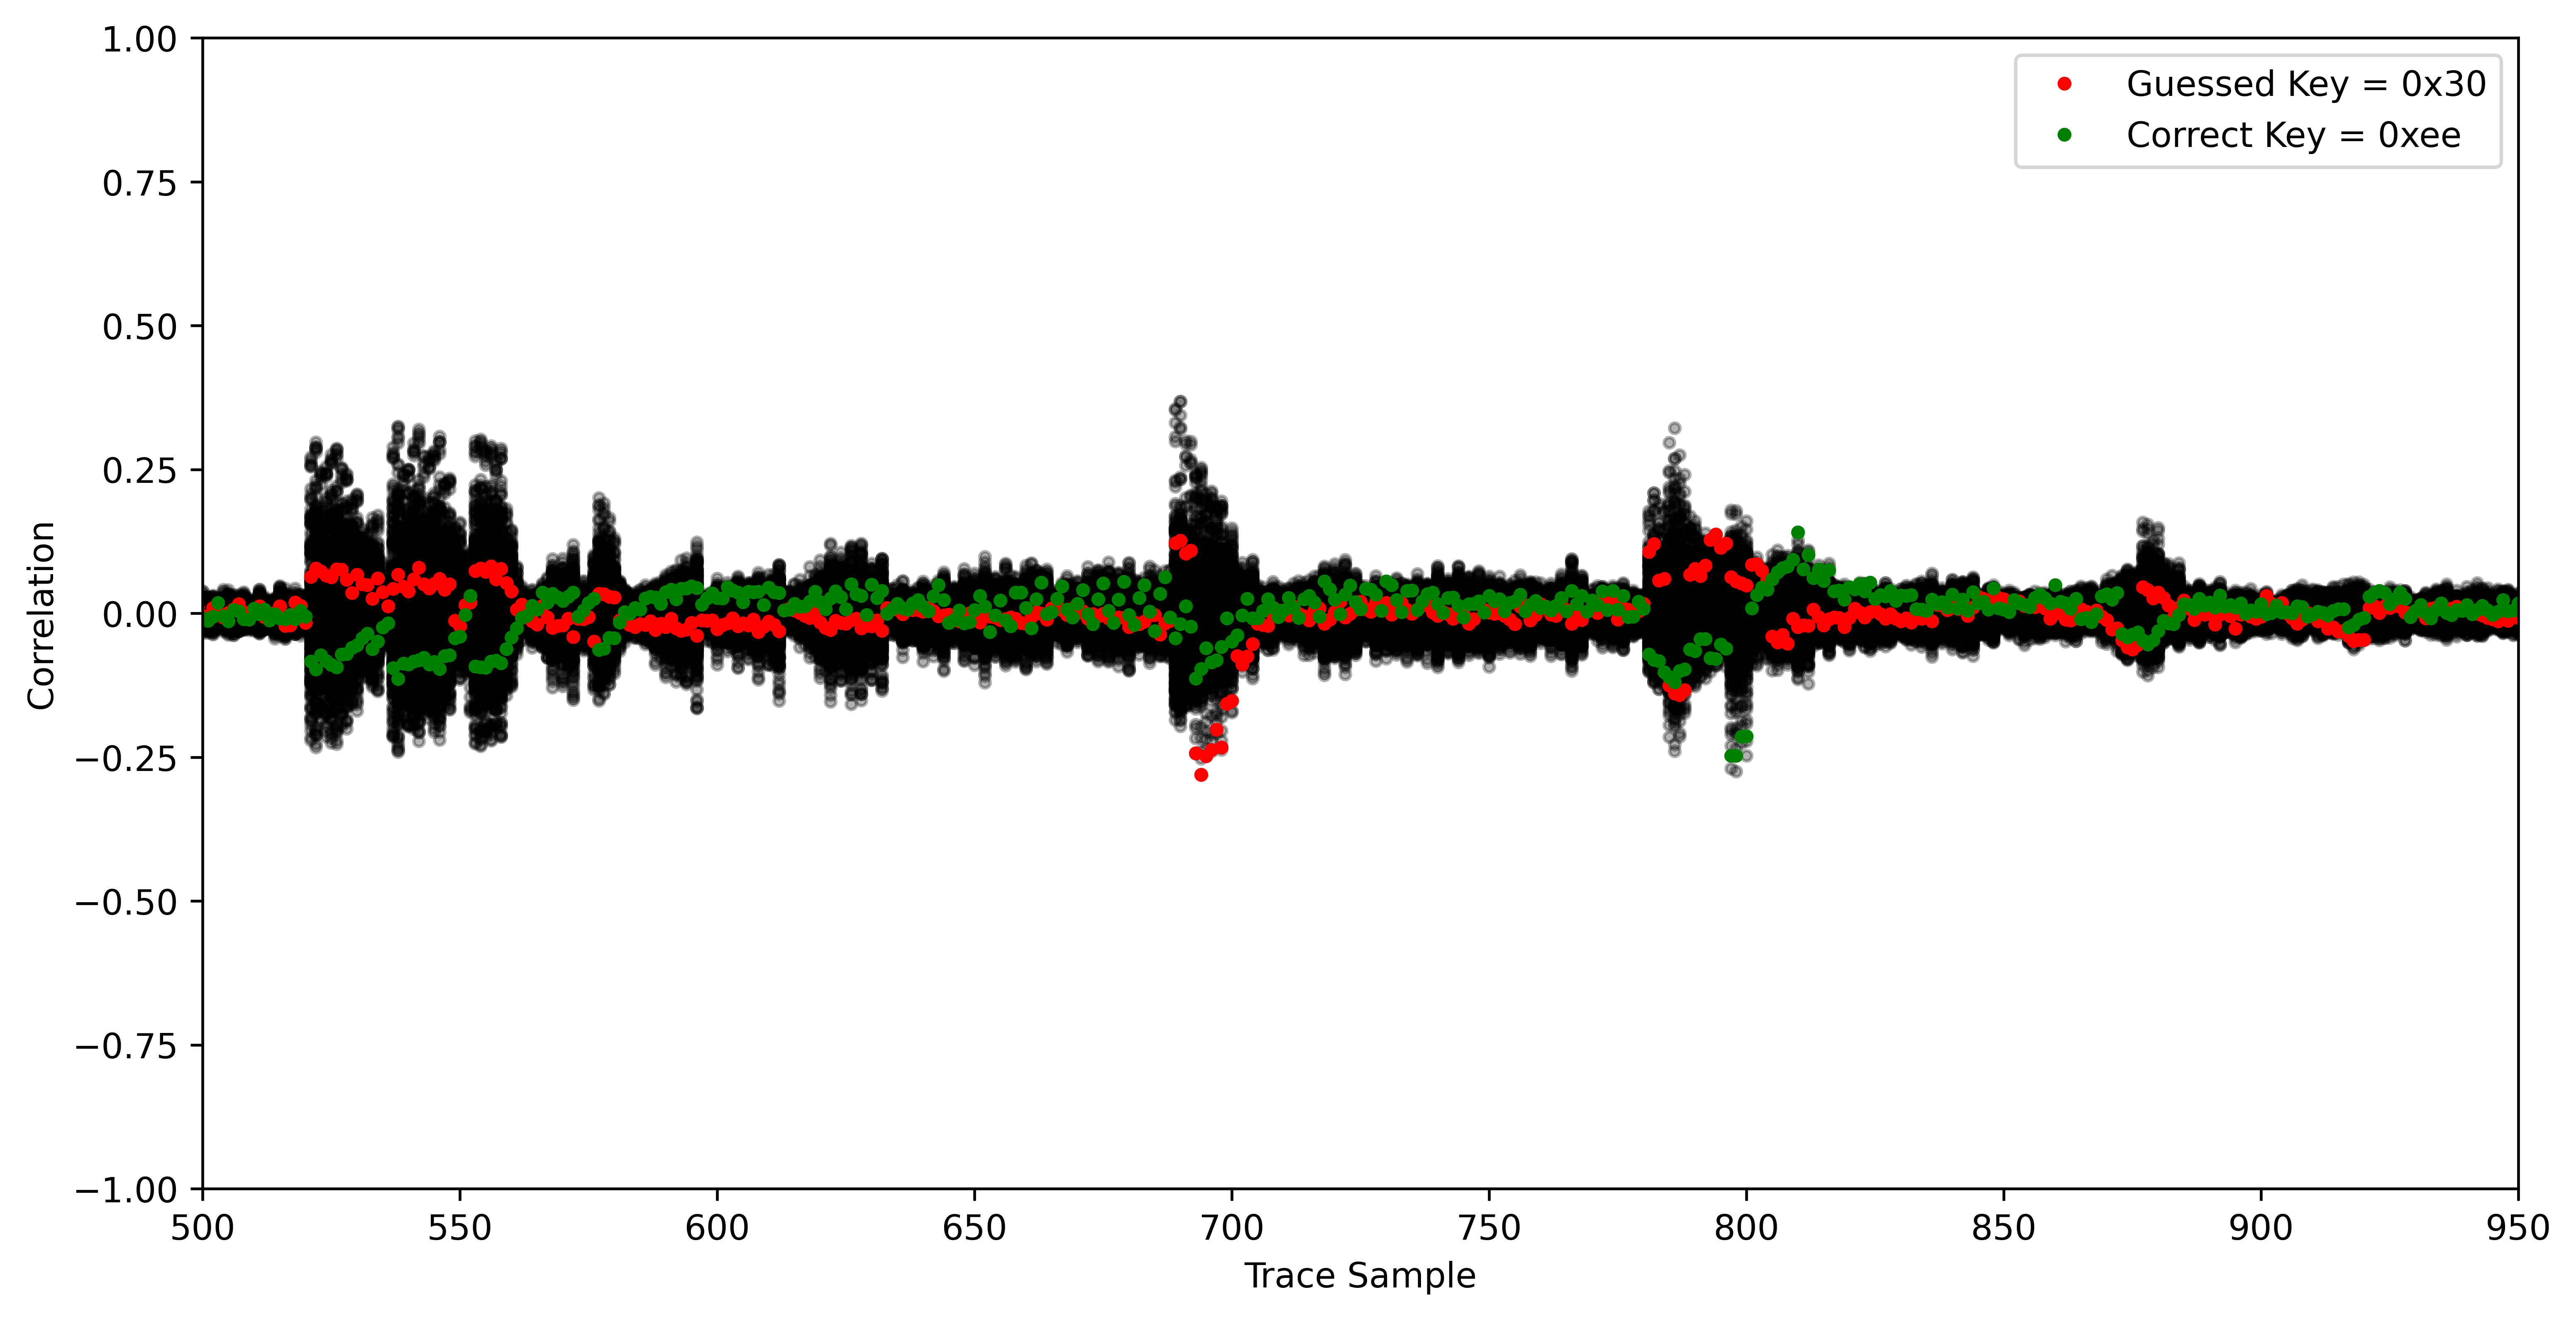 1.00
0.75
0.50
0.25
0.00
−0.25
−0.50
−0.75
−1.00
Correlation
Guessed Key = 0x30
Correct Key = 0xee
500 550 600 650 700 750 800 850 900 950
Trace Sample